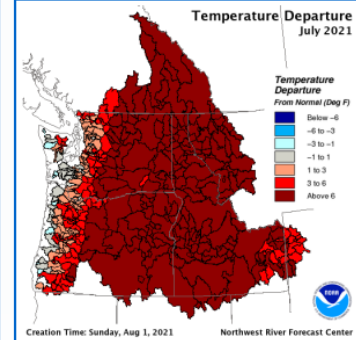 Temperature Departure
July 2021
Temperature
Departure
From Normal (Deg F)
Below -6
-6 to -3
-3 to -1
-1 to 1
1 to 3
3 to 6
Above 6
NOAA
Creation Time: Sunday, Aug 1, 2021 Northwest River Forecast Center